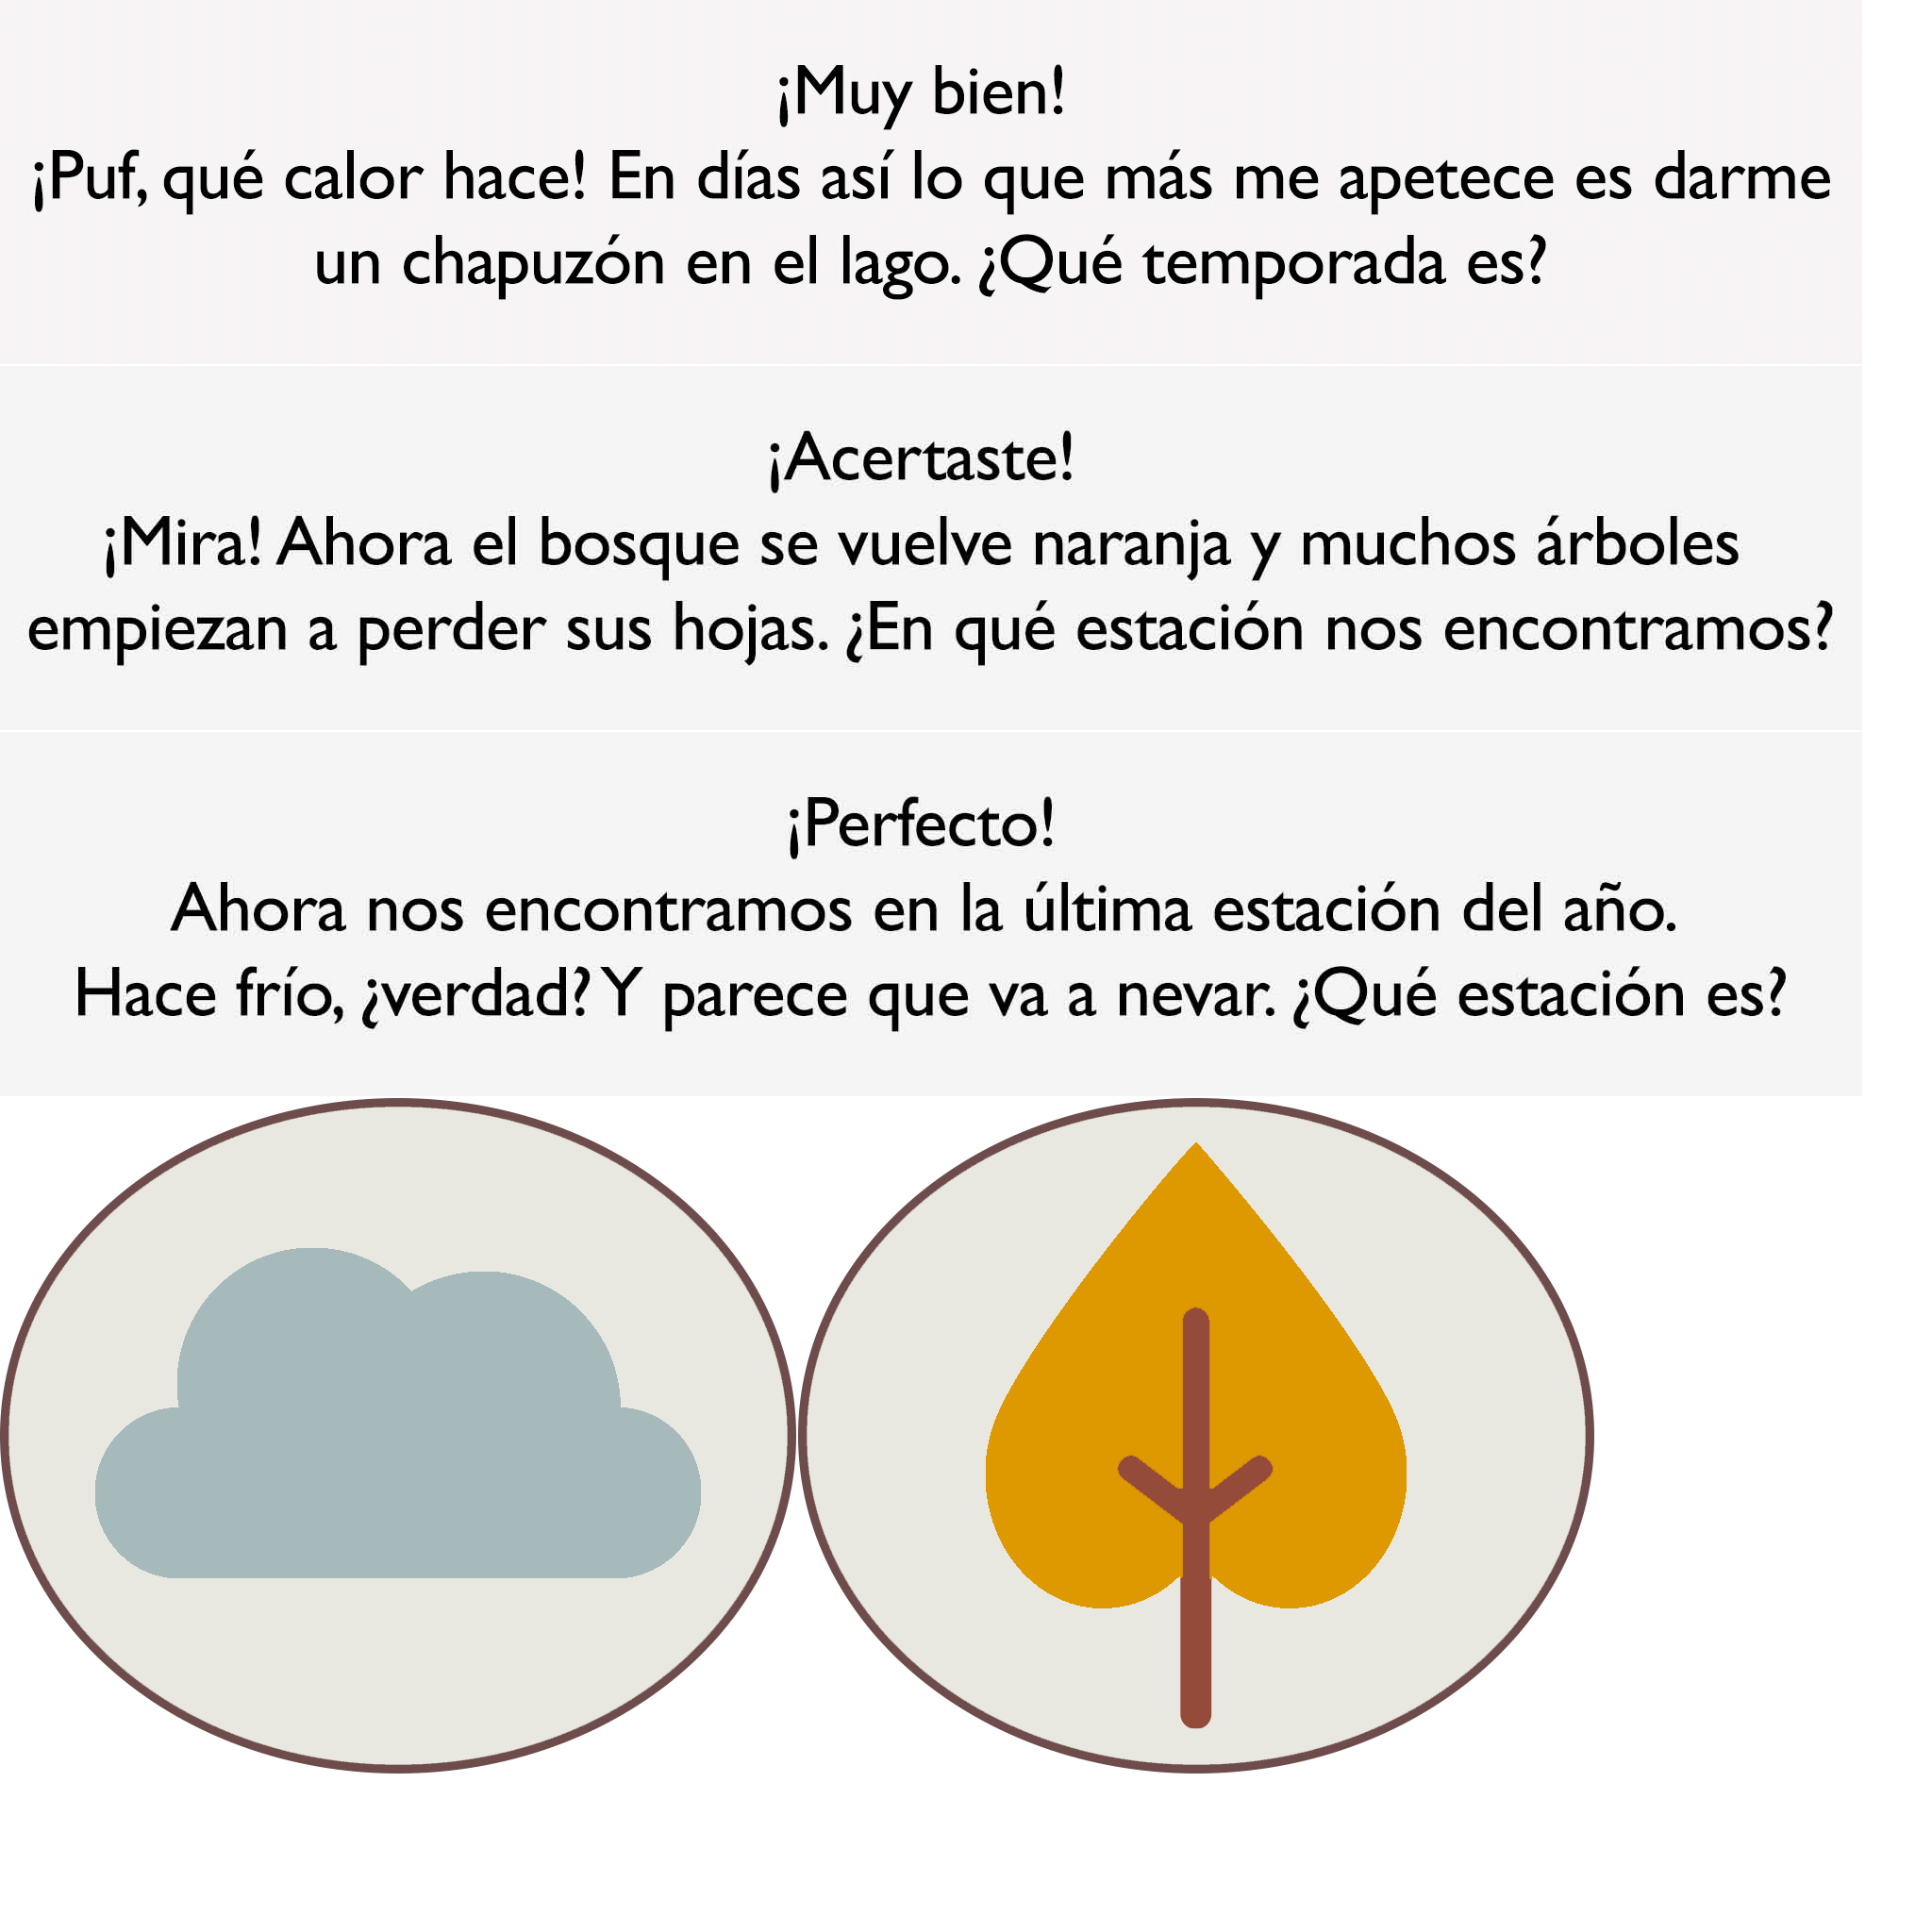 ¡Muy bien!
¡Puf, qué calor hace! En días así lo que más me apetece es darme
un chapuzón en el lago. ¿Qué temporada es?
¡Acertaste!
¡Mira! Ahora el bosque se vuelve naranja y muchos árboles
empiezan a perder sus hojas. ¿En qué estación nos encontramos?
¡Perfecto!
Ahora nos encontramos en la última estación del año.
Hace frío, ¿verdad? Y parece que va a nevar. ¿Qué estación es?